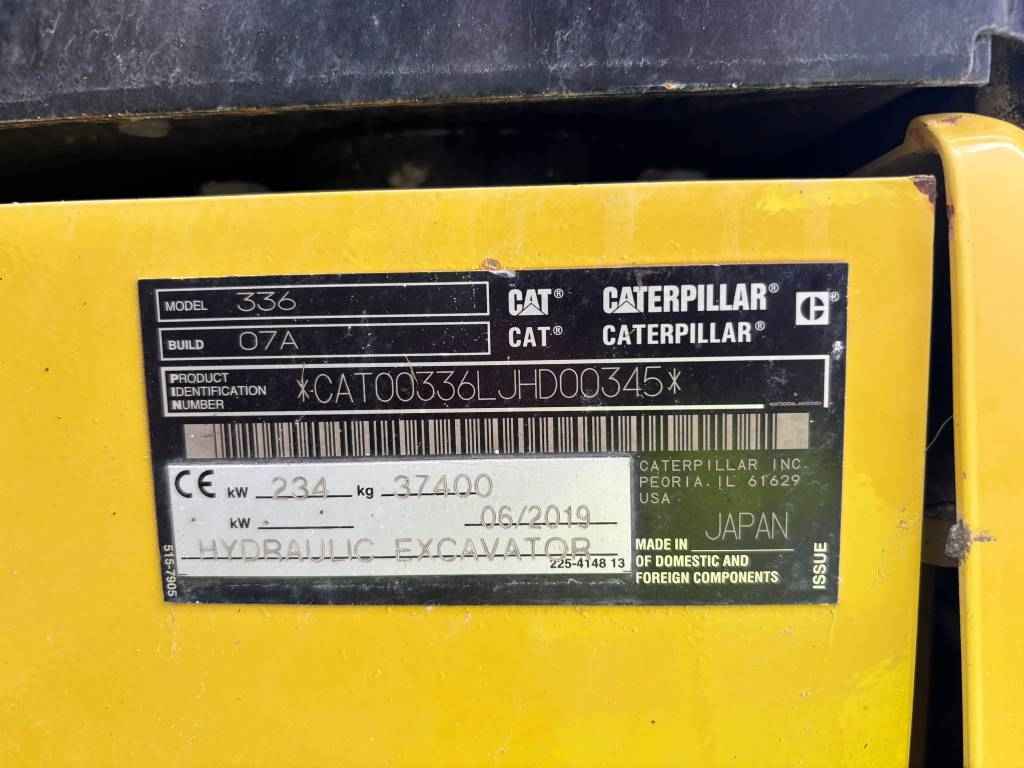 MODEL 336 CAT® CATERPILLAR®
BUILD 07A CAT® CATERPILLAR®
PRODUCT
IDENTIFICATION
NUMBER
*CAT00336LJHD00345*
CE kW 234 kg 37400
kW 06/2019
HYDRAULIC EXCAVATOR
225-4148 13
515-7905
CATERPILLAR INC.
PEORIA, IL 61629
USA
MADE IN JAPAN
OF DOMESTIC AND
FOREIGN COMPONENTS
ISSUE